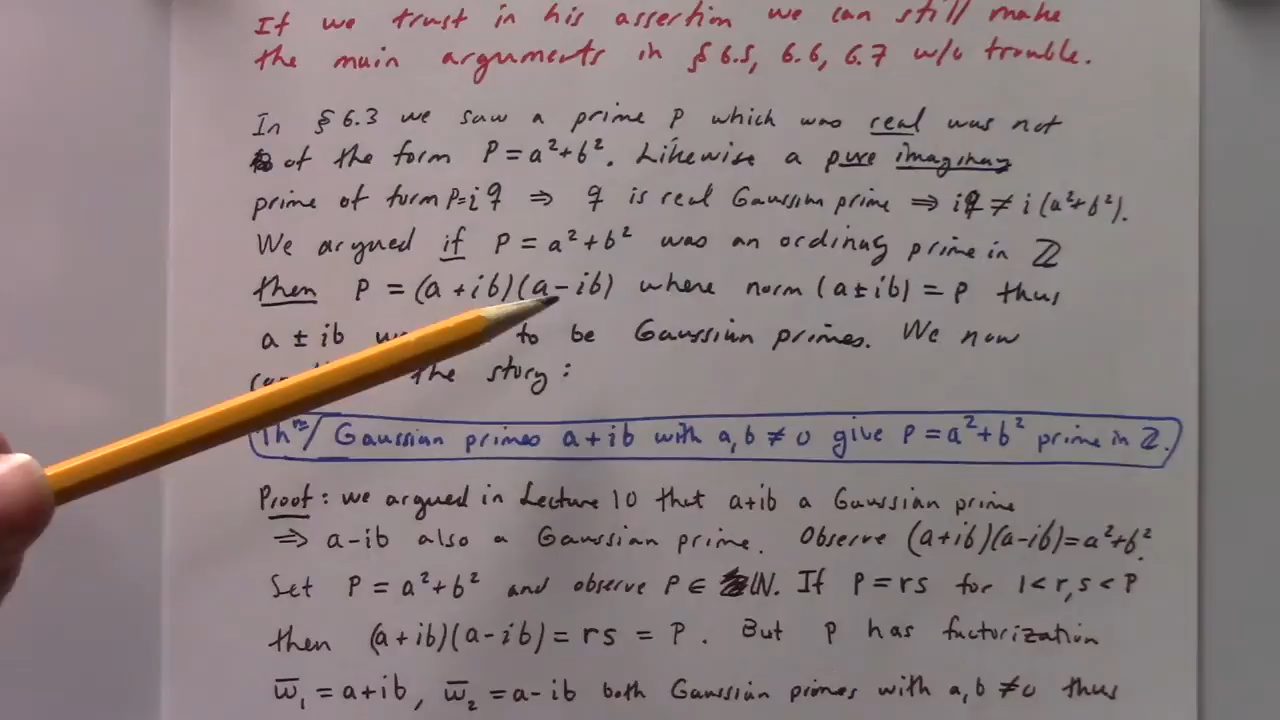 If we trust in his assertion we can still make
the main arguments in § 6.5, 6.6, 6.7 w/o trouble.
In § 6.3 we saw a prime p which was real was not
of the form p = a² + b². Likewise a pure imaginary
prime of form p = i q ⇒ q is real Gaussian prime ⇒ iq ≠ i(a²+b²).
We argued if p = a² + b² was an ordinary prime in ℤ
then p = (a + ib)(a - ib) where norm (a ± ib) = p thus
a ± ib to be Gaussian primes. We now
the story:
Thᵐ/ Gaussian primes a + ib with a, b ≠ 0 give p = a² + b² prime in ℤ.
Proof: we argued in Lecture 10 that a+ib a Gaussian prime
⇒ a - ib also a Gaussian prime. Observe (a+ib)(a-ib) = a² + b².
Set p = a² + b² and observe p ∈ ℕ. If p = rs for 1 < r, s < p
then (a + ib)(a - ib) = rs = p. But p has factorization
ϖ₁ = a + ib, ϖ₂ = a - ib both Gaussian primes with a, b ≠ 0 thus